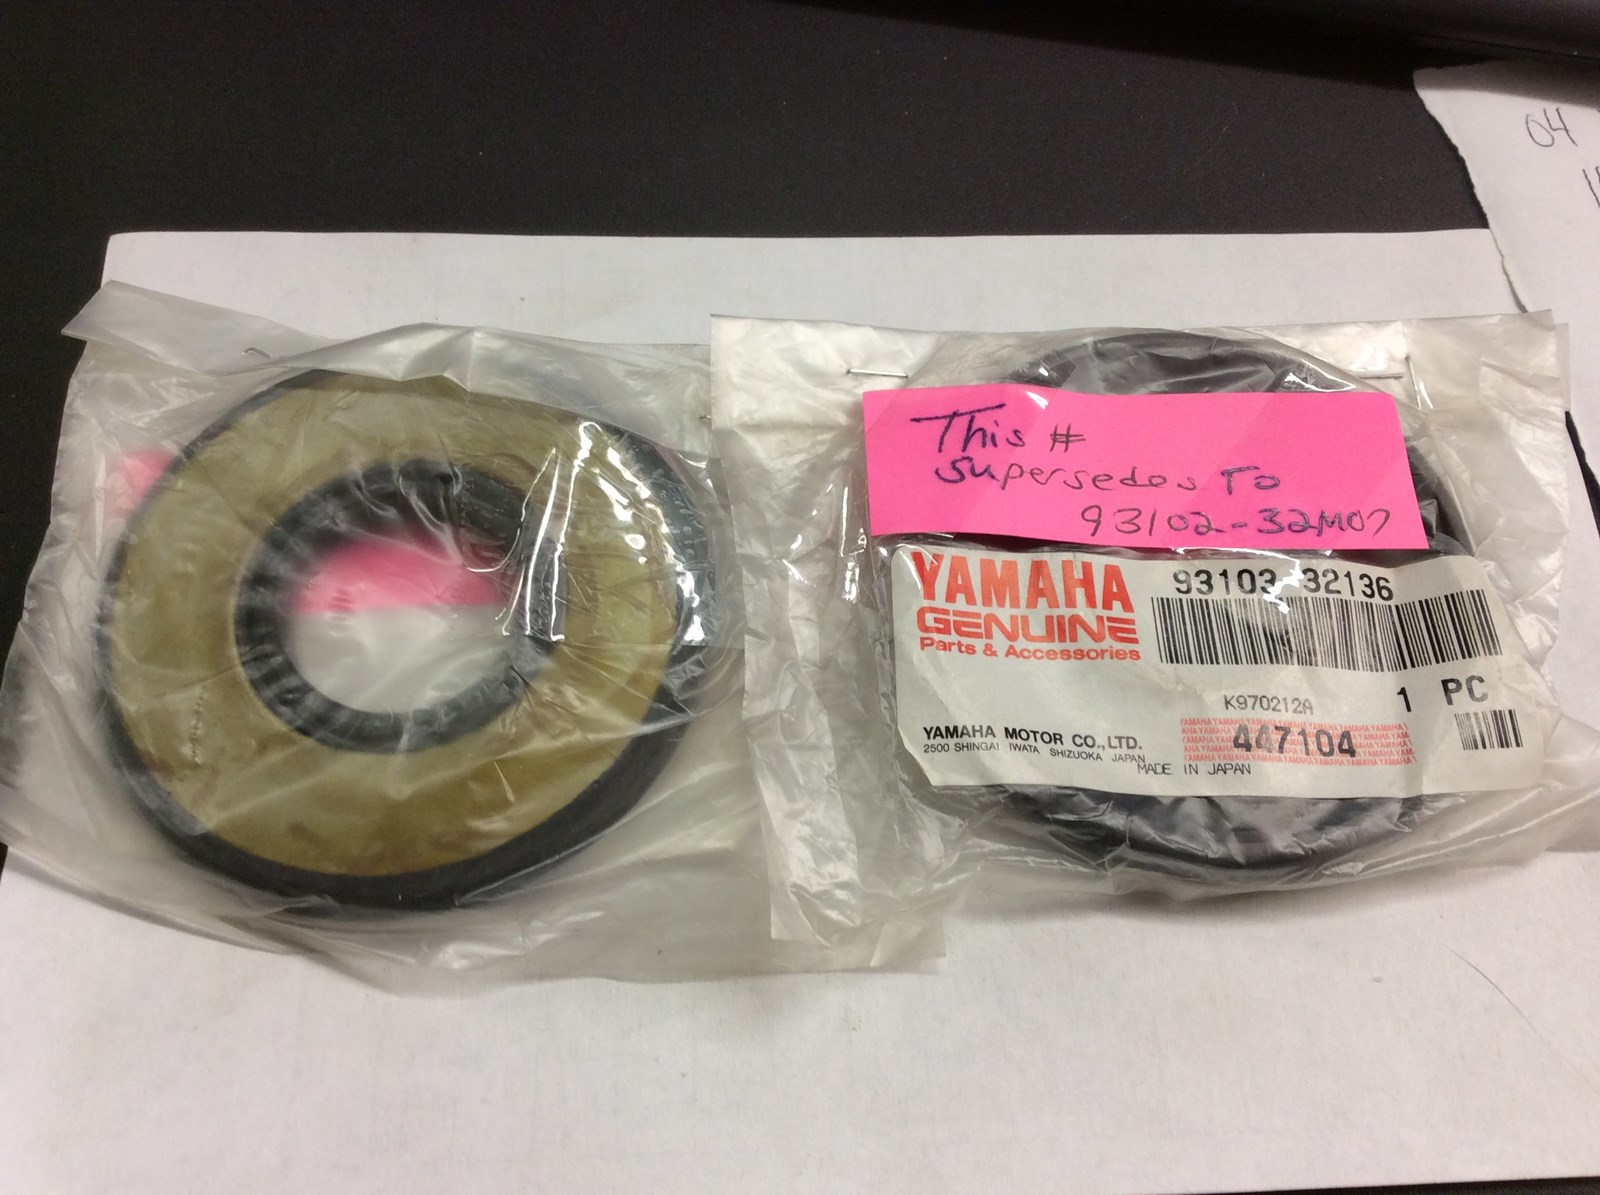 04
This #
supersedes To
93102-32M07
YAMAHA
GENUINE
Parts & Accessories
93103-32136
K970212A
1 PC
YAMAHA MOTOR CO.,LTD.
2500 SHINGAI IWATA SHIZUOKA JAPAN
447104
MADE IN JAPAN